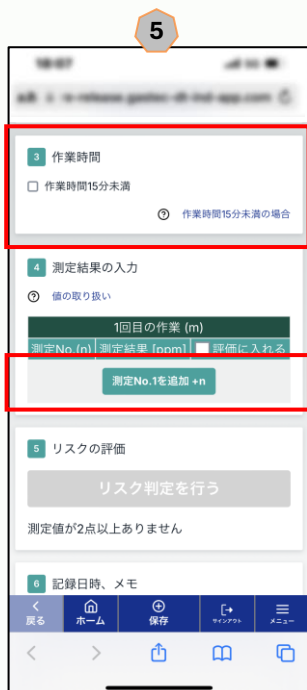 5
3 作業時間
作業時間15分未満
? 作業時間15分未満の場合
4 測定結果の入力
? 値の取り扱い
1回目の作業 (m)
測定No.(n) 測定結果 [ppm] 評価に入れる
測定No.1を追加 +n
5 リスクの評価
リスク判定を行う
測定値が2点以上ありません
6 記録日時、メモ
戻る ホーム 保存 サインアウト メニュー